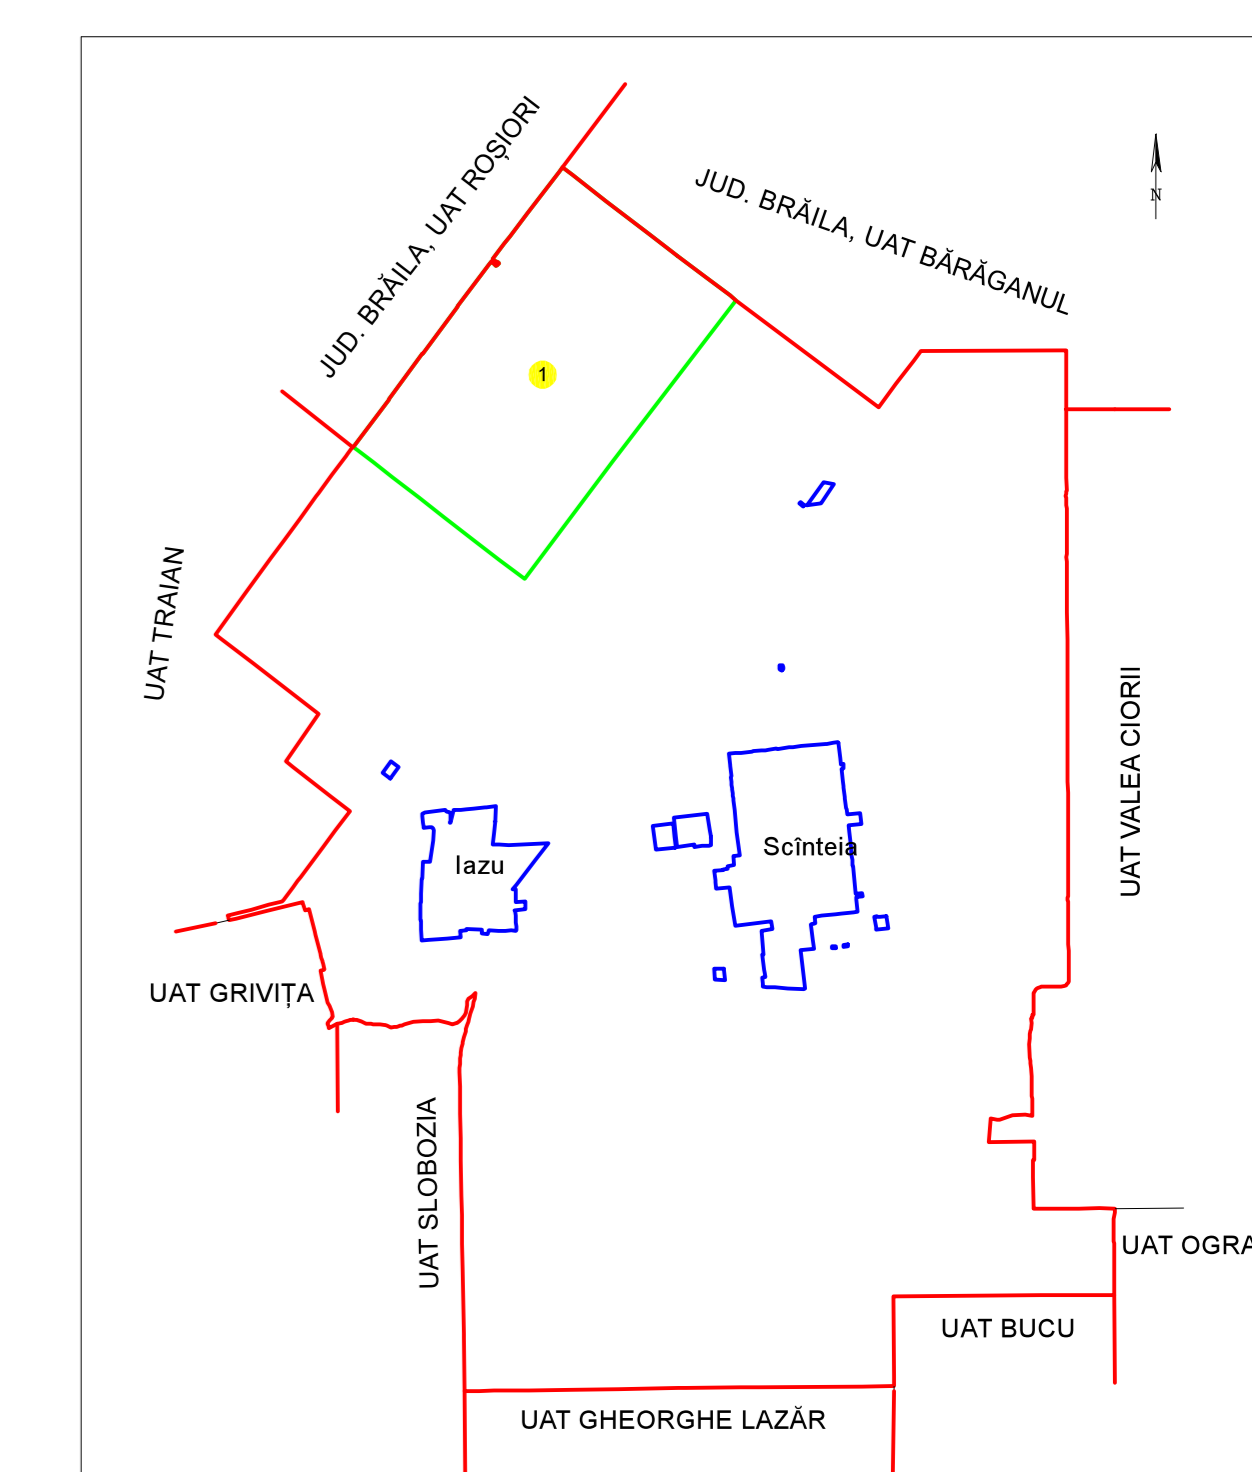 JUD. BRĂILA, UAT ROȘIORI
JUD. BRĂILA, UAT BĂRĂGANUL
N
1
UAT TRAIAN
UAT VALEA CIORII
Scînteia
Iazu
UAT GRIVIȚA
UAT SLOBOZIA
UAT OGRA
UAT BUCU
UAT GHEORGHE LAZĂR